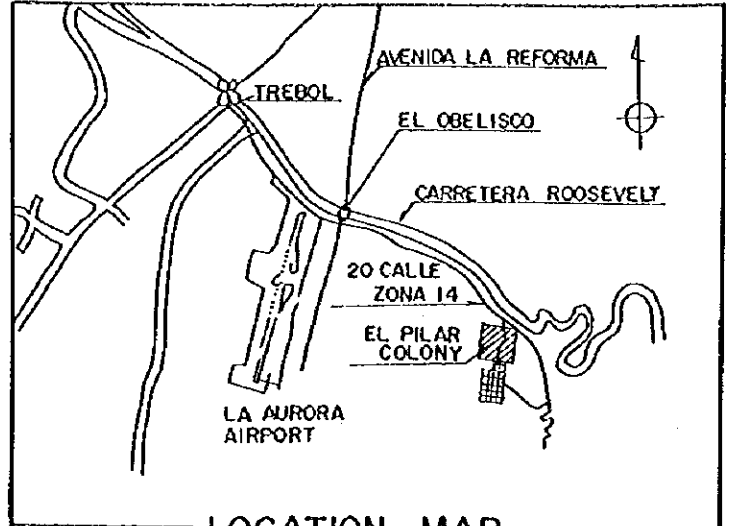 AVENIDA LA REFORMA
TREBOL
EL OBELISCO
CARRETERA ROOSEVELT
20 CALLE
ZONA 14
EL PILAR
COLONY
LA AURORA
AIRPORT
LOCATION MAP